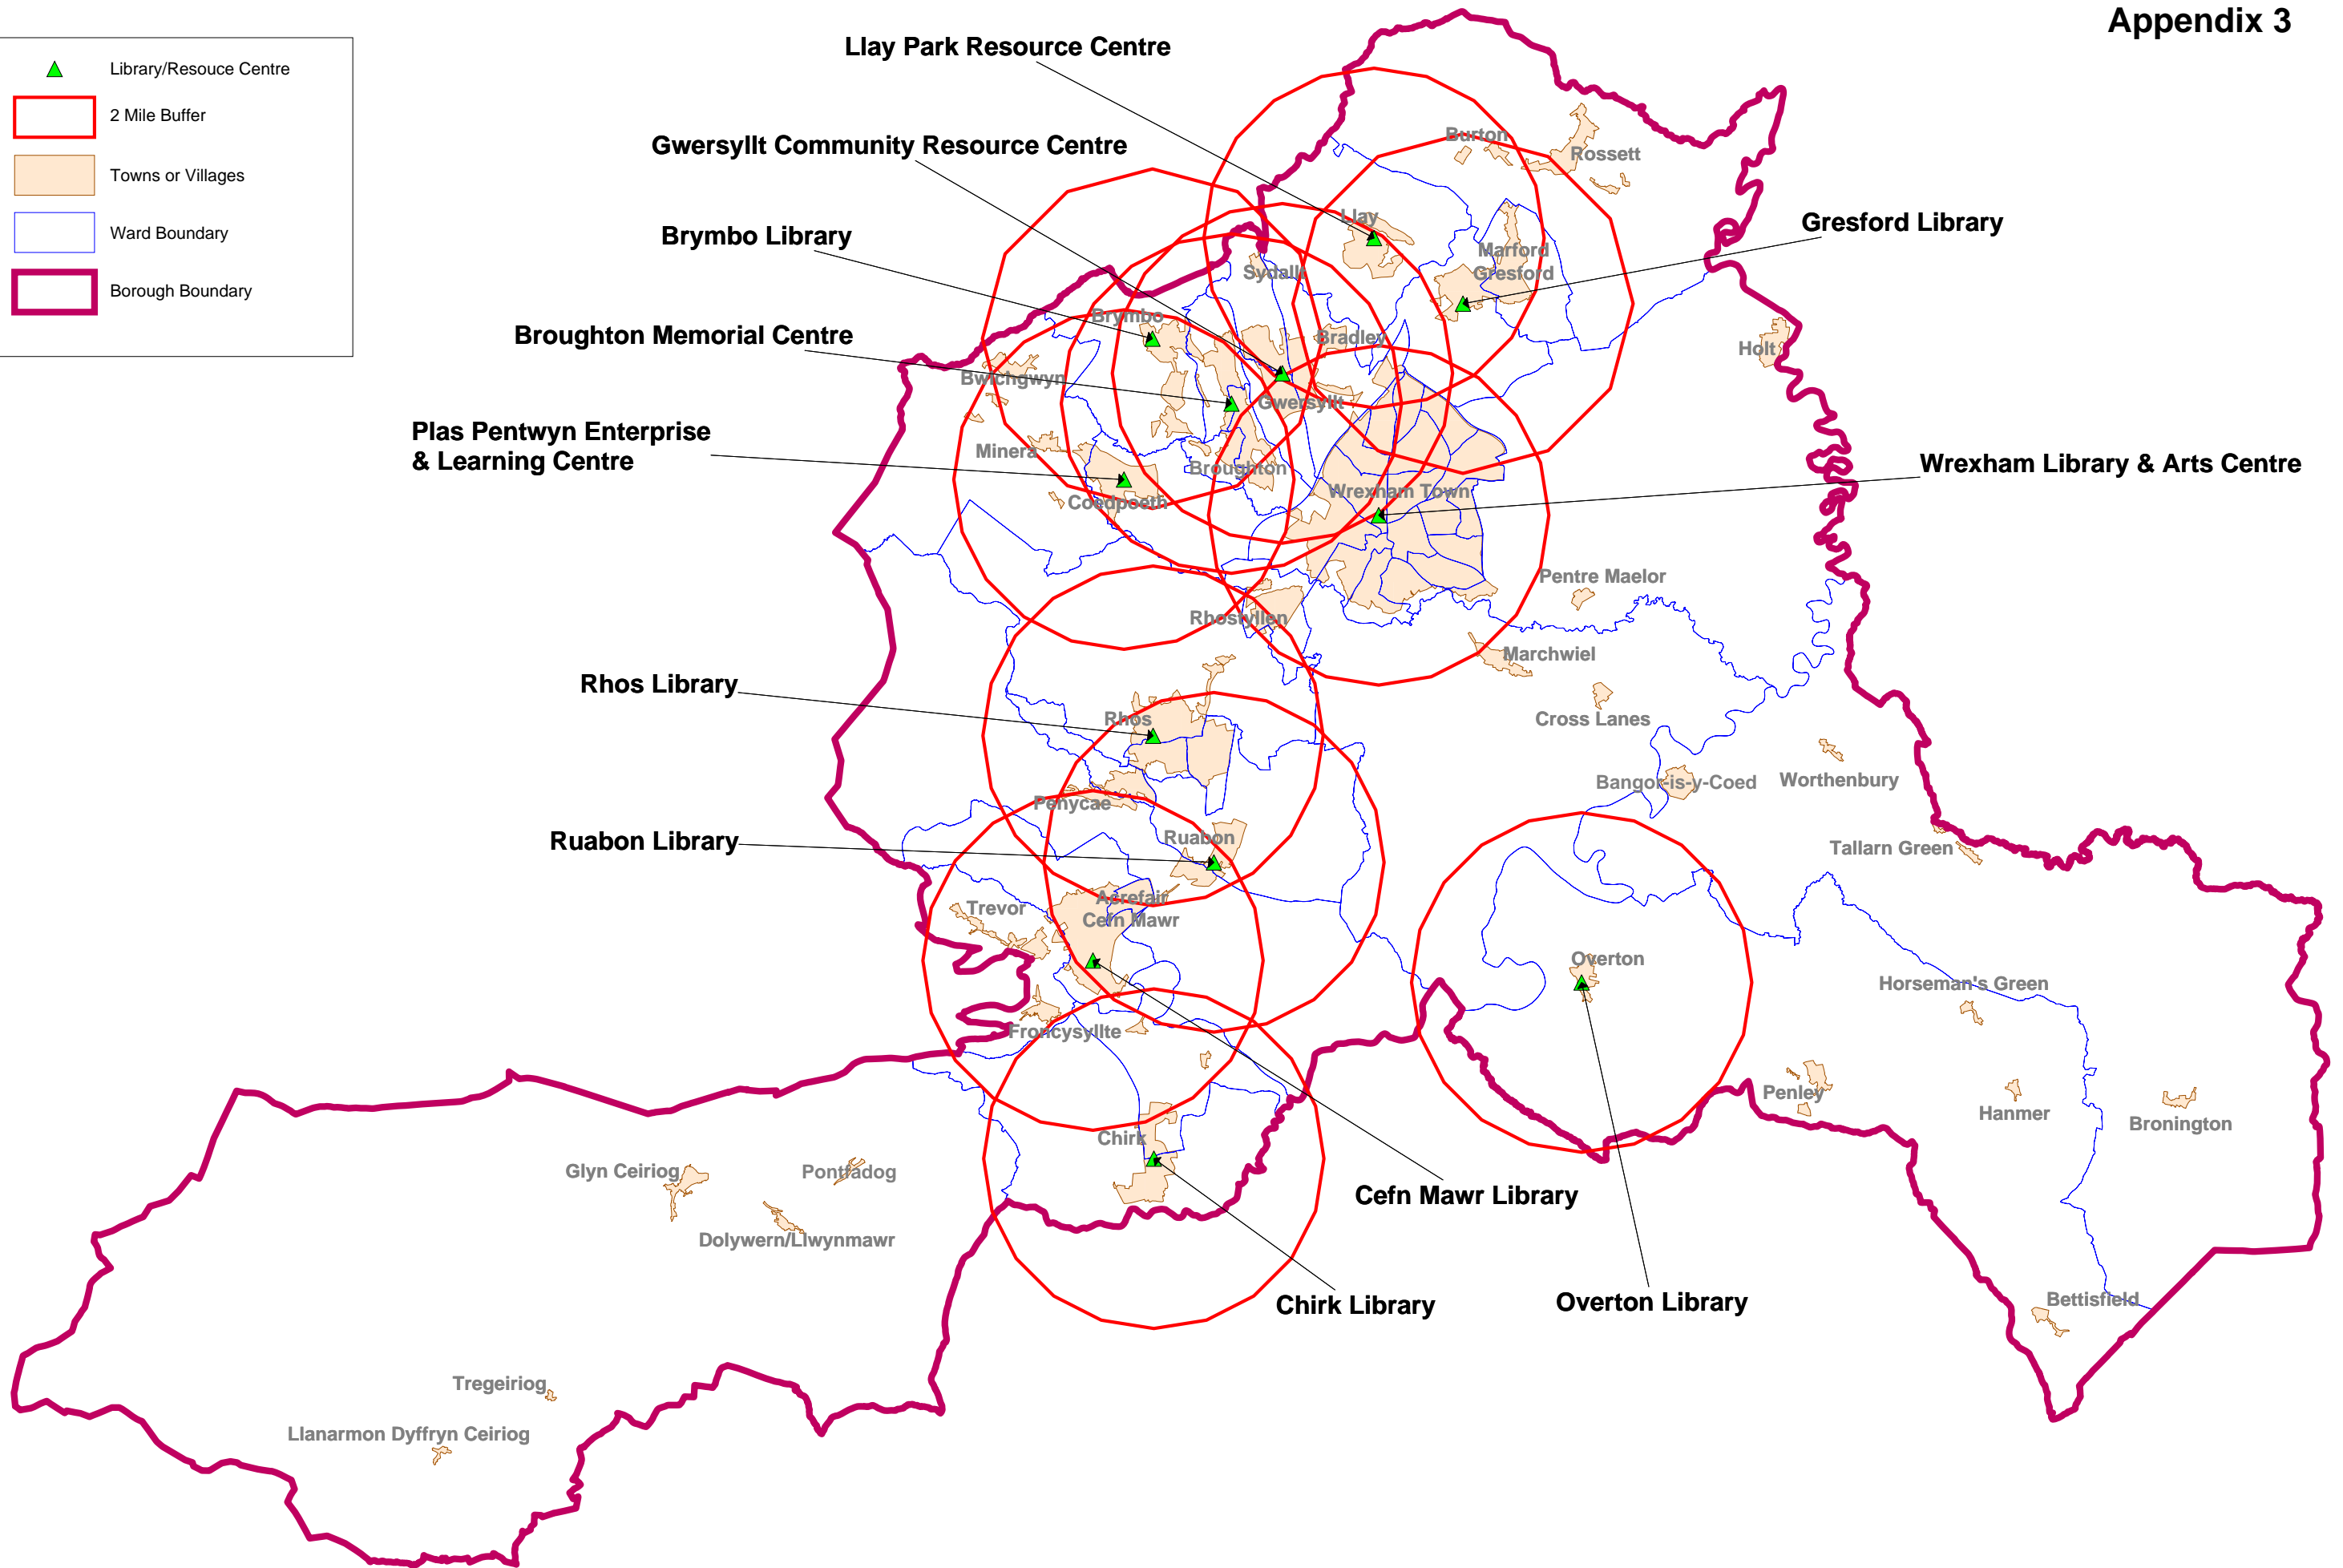 Appendix 3
Library/Resouce Centre
2 Mile Buffer
Towns or Villages
Ward Boundary
Borough Boundary
Llay Park Resource Centre
Gwersyllt Community Resource Centre
Brymbo Library
Broughton Memorial Centre
Plas Pentwyn Enterprise
& Learning Centre
Rhos Library
Ruabon Library
Gresford Library
Wrexham Library & Arts Centre
Cefn Mawr Library
Chirk Library
Overton Library
Burton
Rossett
Llay
Marford
Gresford
Sydallt
Brymbo
Bradley
Holt
Bwlchgwyn
Gwersyllt
Minera
Broughton
Wrexham Town
Coedpoeth
Pentre Maelor
Rhostyllen
Marchwiel
Rhos
Cross Lanes
Bangor-is-y-Coed
Worthenbury
Penycae
Ruabon
Tallarn Green
Acrefair
Trevor
Cefn Mawr
Overton
Horseman's Green
Froncysyllte
Penley
Hanmer
Bronington
Chirk
Glyn Ceiriog
Pontfadog
Dolywern/Llwynmawr
Bettisfield
Tregeiriog
Llanarmon Dyffryn Ceiriog